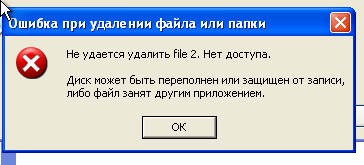 Ошибка при удалении файла или папки
Не удается удалить file 2. Нет доступа.
Диск может быть переполнен или защищен от записи,
либо файл занят другим приложением.
OK